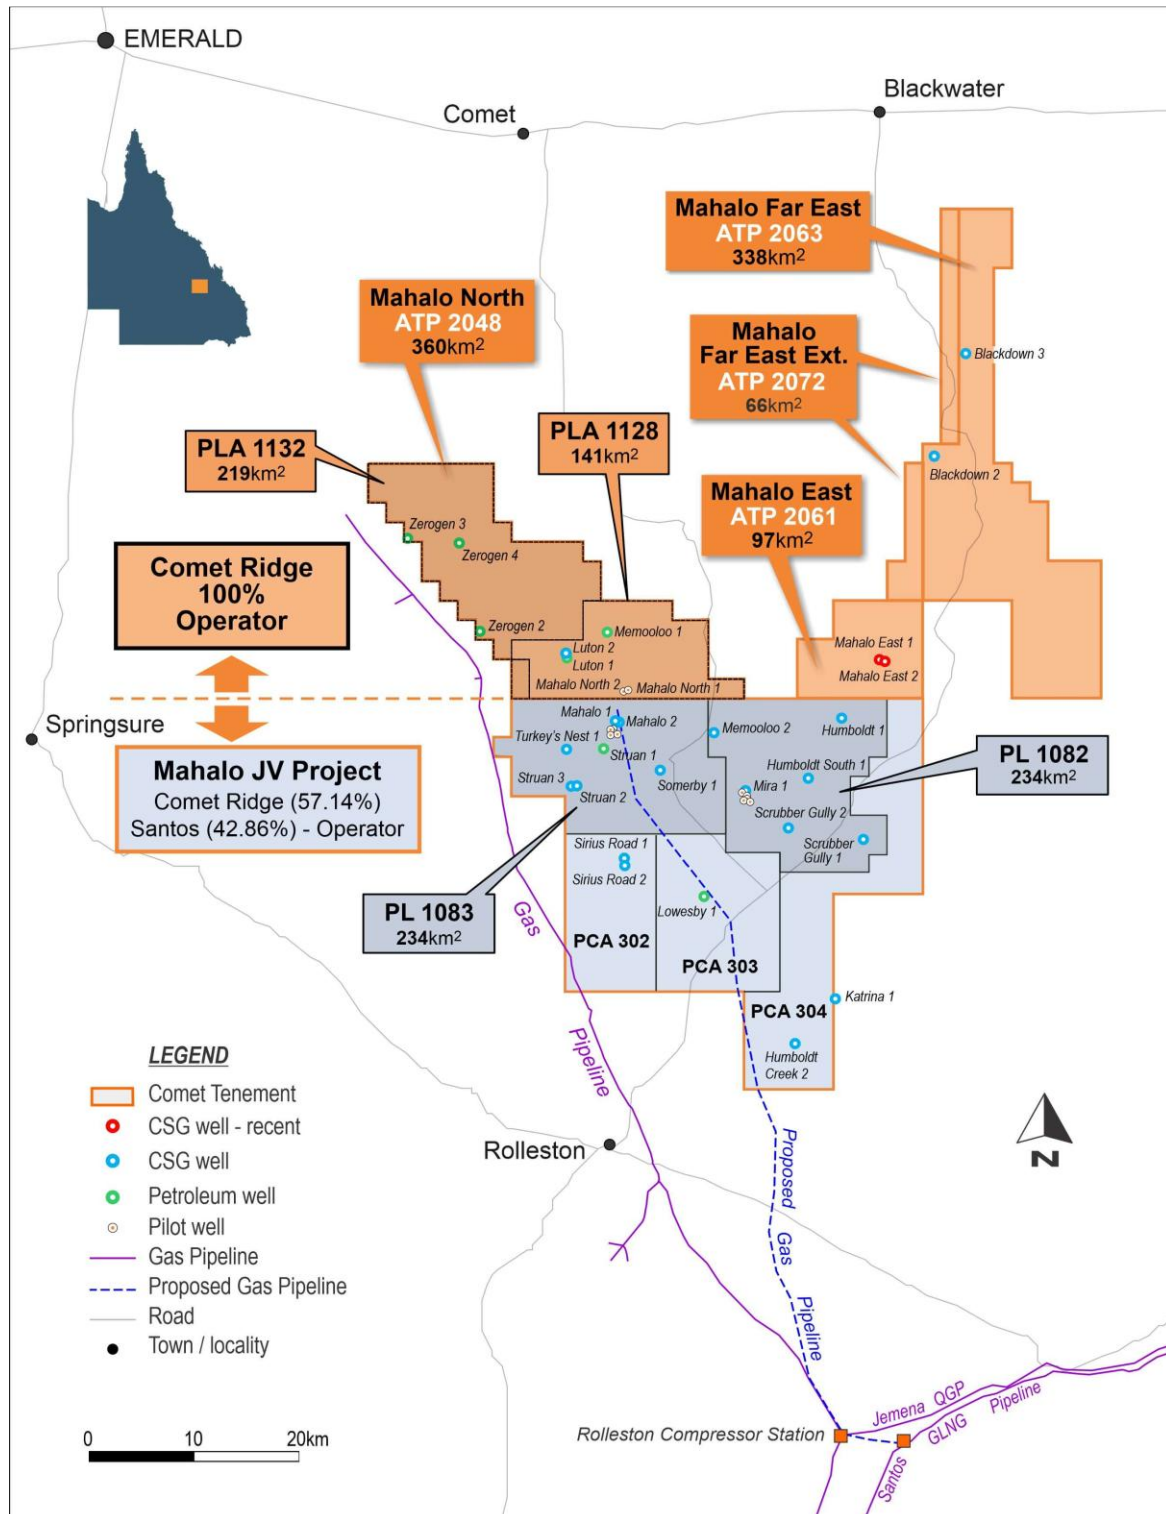 EMERALD
Comet
Blackwater
Mahalo Far East
ATP 2063
338km²
Mahalo North
ATP 2048
360km²
Mahalo
Far East Ext.
ATP 2072
66km²
Blackdown 3
PLA 1132
219km²
PLA 1128
141km²
Blackdown 2
Mahalo East
ATP 2061
97km²
Zerogen 3
Zerogen 4
Comet Ridge
100%
Operator
Zerogen 2
Memooloo 1
Luton 2
Luton 1
Mahalo East 1
Mahalo East 2
Mahalo North 2
Mahalo North 1
Springsure
Mahalo 1
Mahalo 2
Memooloo 2
Humboldt 1
Turkey's Nest 1
Struan 1
Mahalo JV Project
Comet Ridge (57.14%)
Santos (42.86%) - Operator
Struan 3
Struan 2
Somerby 1
Humboldt South 1
Mira 1
PL 1082
234km²
Scrubber Gully 2
Scrubber
Gully 1
Sirius Road 1
Sirius Road 2
PL 1083
234km²
Lowesby 1
Gas
Pipeline
PCA 302
PCA 303
PCA 304
Katrina 1
Humboldt
Creek 2
LEGEND
Comet Tenement
CSG well - recent
CSG well
Petroleum well
Pilot well
Gas Pipeline
Proposed Gas Pipeline
Road
Town / locality
Rolleston
N
Proposed
Gas
Pipeline
0 10 20km
Rolleston Compressor Station
Jemena QGP
Santos GLNG Pipeline